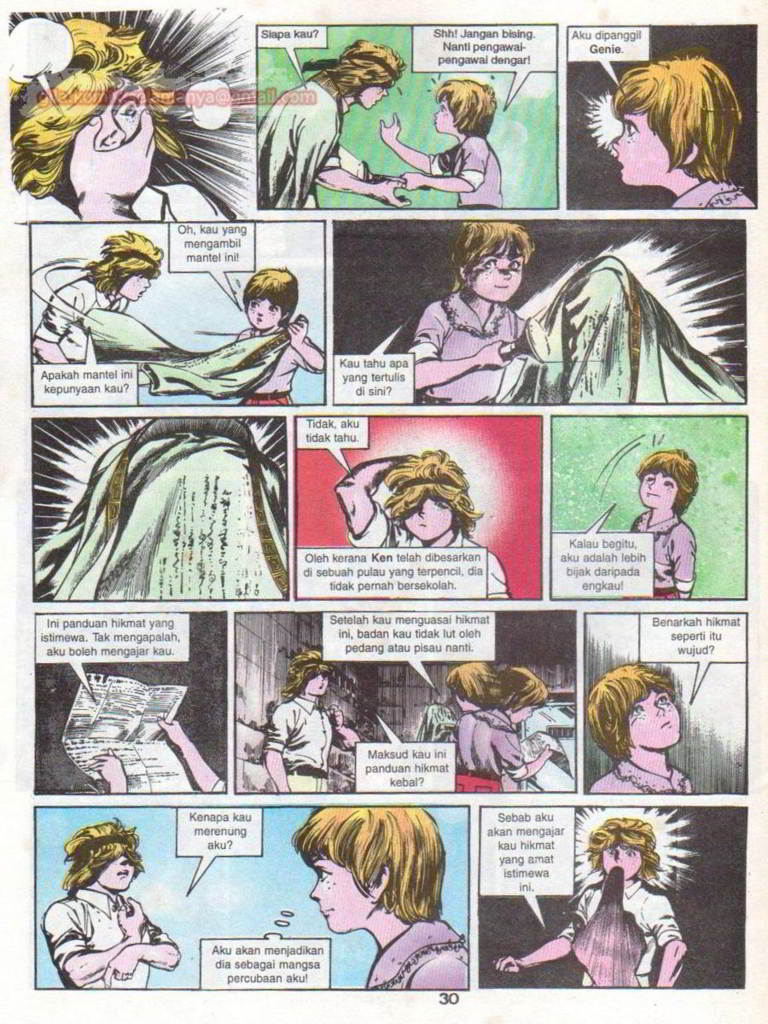 Siapa kau?
Shh! Jangan bising.
Nanti pengawai-
pengawai dengar!
Aku dipanggil
Genie.
Oh, kau yang
mengambil
mantel ini!
Apakah mantel ini
kepunyaan kau?
Kau tahu apa
yang tertulis
di sini?
Tidak, aku
tidak tahu.
Oleh kerana Ken telah dibesarkan
di sebuah pulau yang terpencil, dia
tidak pernah bersekolah.
Kalau begitu,
aku adalah lebih
bijak daripada
engkau!
Ini panduan hikmat yang
istimewa. Tak mengapalah,
aku boleh mengajar kau.
Setelah kau menguasai hikmat
ini, badan kau tidak lut oleh
pedang atau pisau nanti.
Maksud kau ini
panduan hikmat
kebal?
Benarkah hikmat
seperti itu
wujud?
Kenapa kau
merenung
aku?
Aku akan menjadikan
dia sebagai mangsa
percubaan aku!
Sebab aku
akan mengajar
kau hikmat
yang amat
istimewa
ini.
30